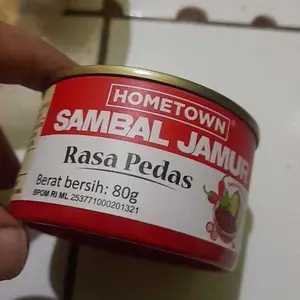 HOMETOWN
SAMBAL JAMUR
Rasa Pedas
Berat bersih: 80g
BPOM RI ML 253771000201321